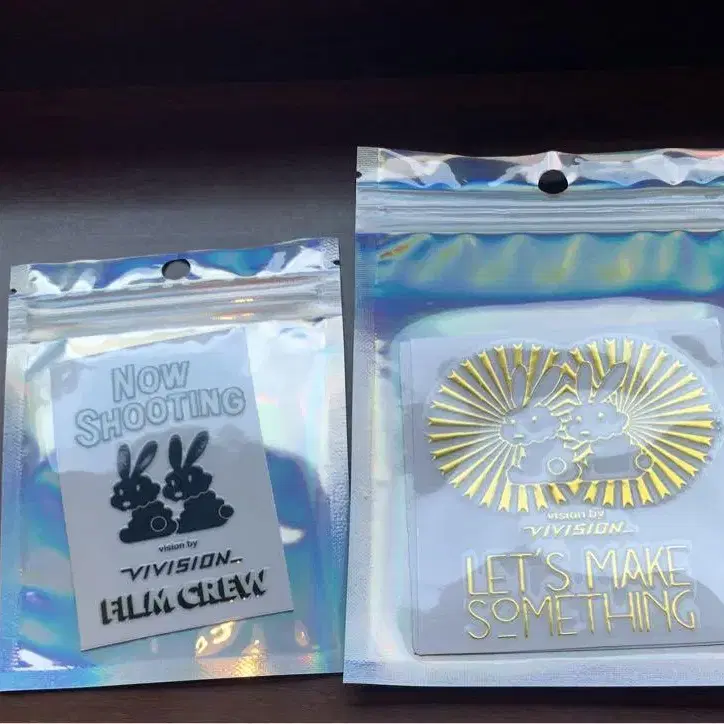 NOW
SHOOTING
vision by
VIVISION
FILM CREW
vision by
VIVISION
LET'S MAKE
SOMETHING